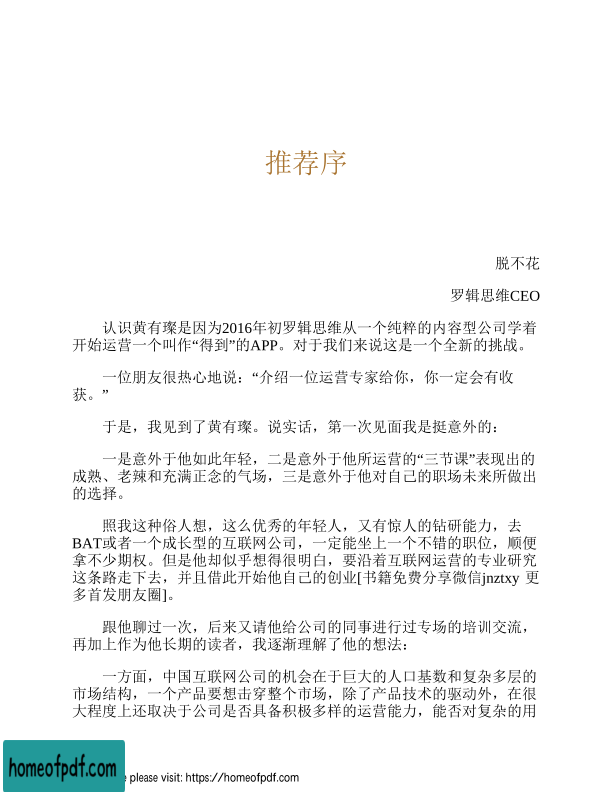 推荐序
脱不花
罗辑思维CEO
认识黄有璨是因为2016年初罗辑思维从一个纯粹的内容型公司学着
开始运营一个叫作“得到”的APP。对于我们来说这是一个全新的挑战。
一位朋友很热心地说：“介绍一位运营专家给你，你一定会有收
获。”
于是，我见到了黄有璨。说实话，第一次见面我是挺意外的：
一是意外于他如此年轻，二是意外于他所运营的“三节课”表现出的
成熟、老辣和充满正念的气场，三是意外于他对自己的职场未来所做出
的选择。
照我这种俗人想，这么优秀的年轻人，又有惊人的钻研能力，去
BAT或者一个成长型的互联网公司，一定能坐上一个不错的职位，顺便
拿不少期权。但是他却似乎想得很明白，要沿着互联网运营的专业研究
这条路走下去，并且借此开始他自己的创业[书籍免费分享微信jnztxy 更
多首发朋友圈]。
跟他聊过一次，后来又请他给公司的同事进行过专场的培训交流，
再加上作为他长期的读者，我逐渐理解了他的想法：
一方面，中国互联网公司的机会在于巨大的人口基数和复杂多层的
市场结构，一个产品要想击穿整个市场，除了产品技术的驱动外，在很
大程度上还取决于公司是否具备积极多样的运营能力，能否对复杂的用
homeofpdf.com
e please visit: https://homeofpdf.com